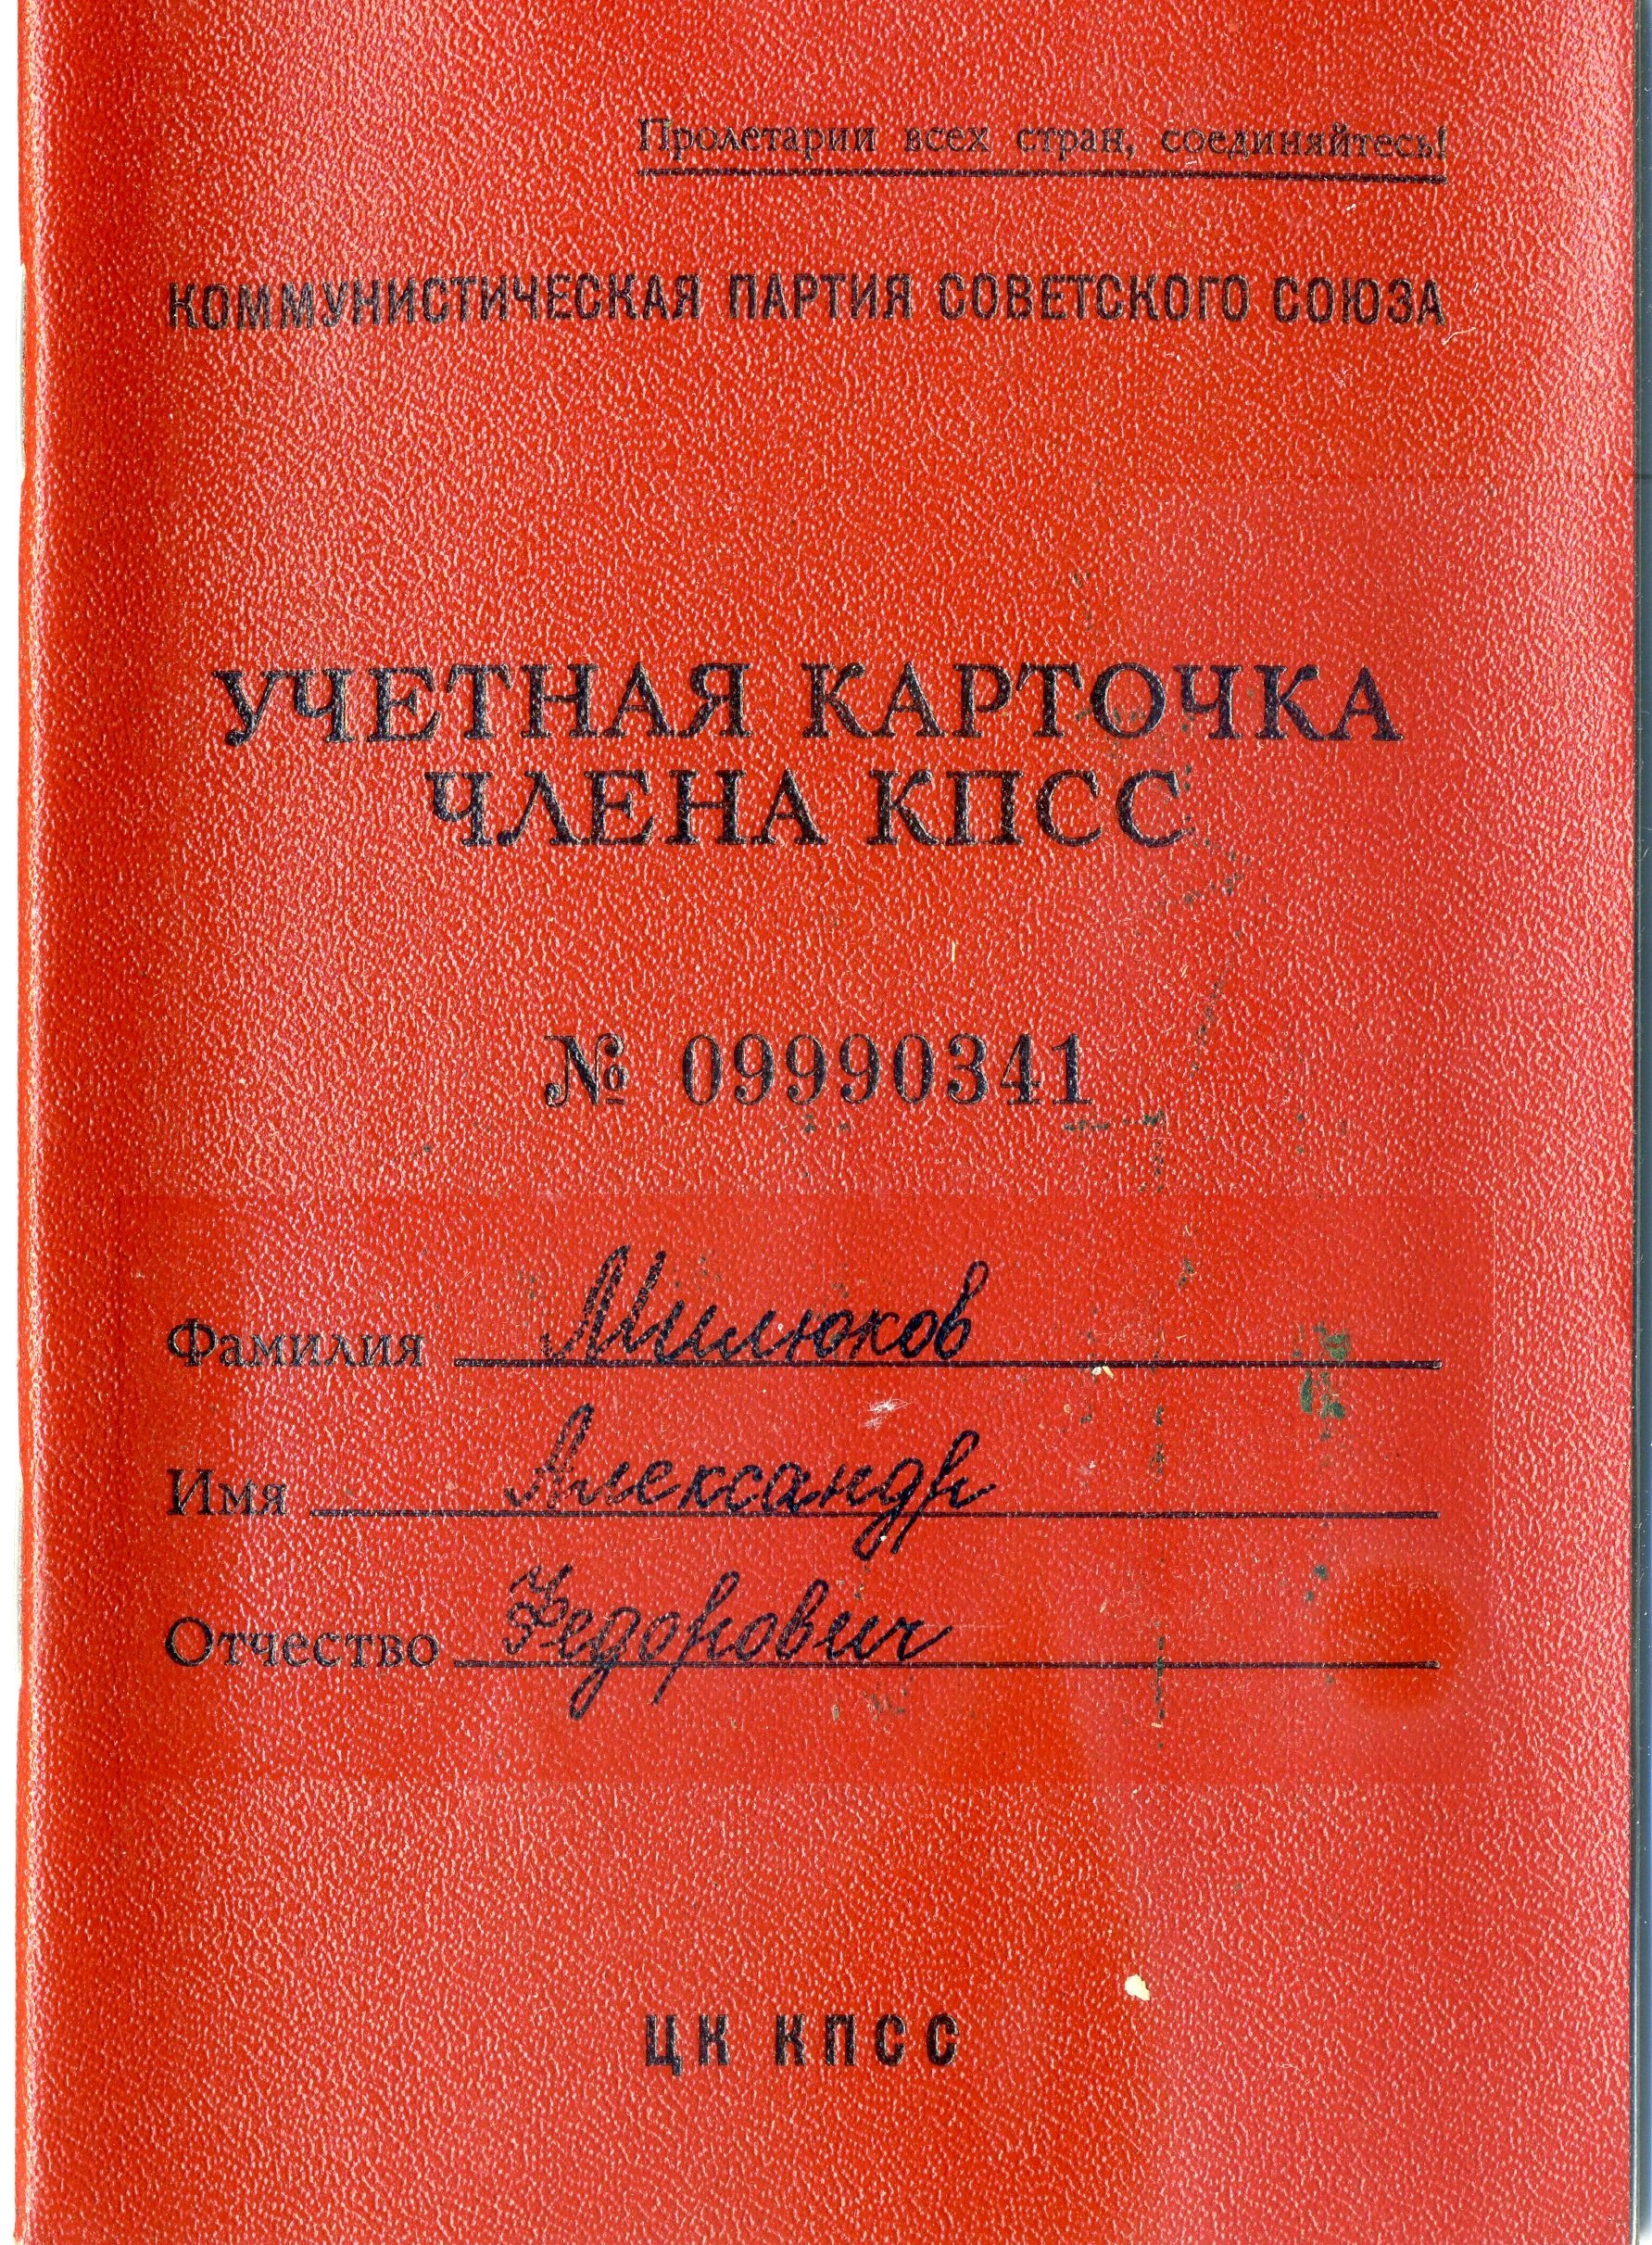 Пролетарии всех стран, соединяйтесь!
КОММУНИСТИЧЕСКАЯ ПАРТИЯ СОВЕТСКОГО СОЮЗА
УЧЕТНАЯ КАРТОЧКА
ЧЛЕНА КПСС
№ 09990341
Фамилия Милюков
Имя Александр
Отчество Федорович
ЦК КПСС